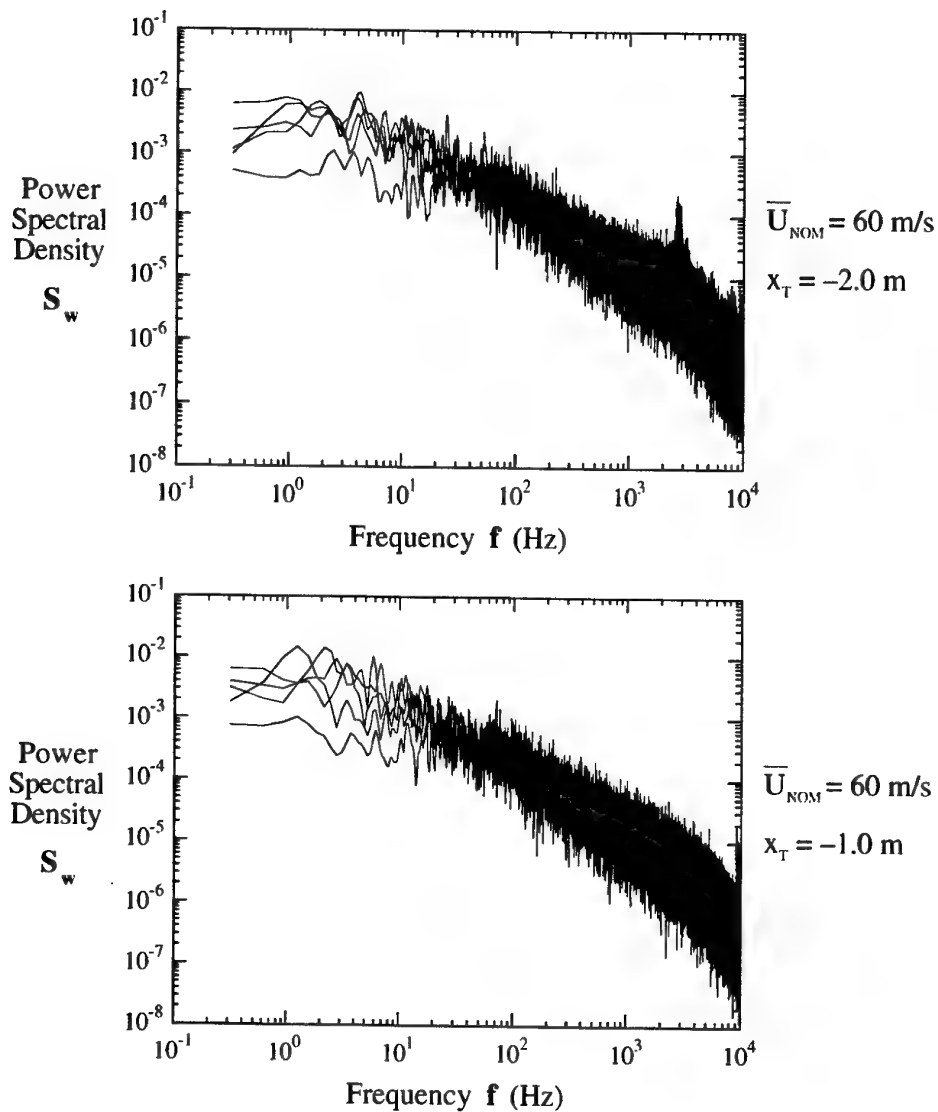 10^-1
10^-2
10^-3
10^-4
10^-5
10^-6
10^-7
10^-8
Power
Spectral
Density
S_w
10^-1 10^0 10^1 10^2 10^3 10^4
Frequency f (Hz)
U̅_NOM = 60 m/s
x_T = –2.0 m
10^-1
10^-2
10^-3
10^-4
10^-5
10^-6
10^-7
10^-8
Power
Spectral
Density
S_w
10^-1 10^0 10^1 10^2 10^3 10^4
Frequency f (Hz)
U̅_NOM = 60 m/s
x_T = –1.0 m